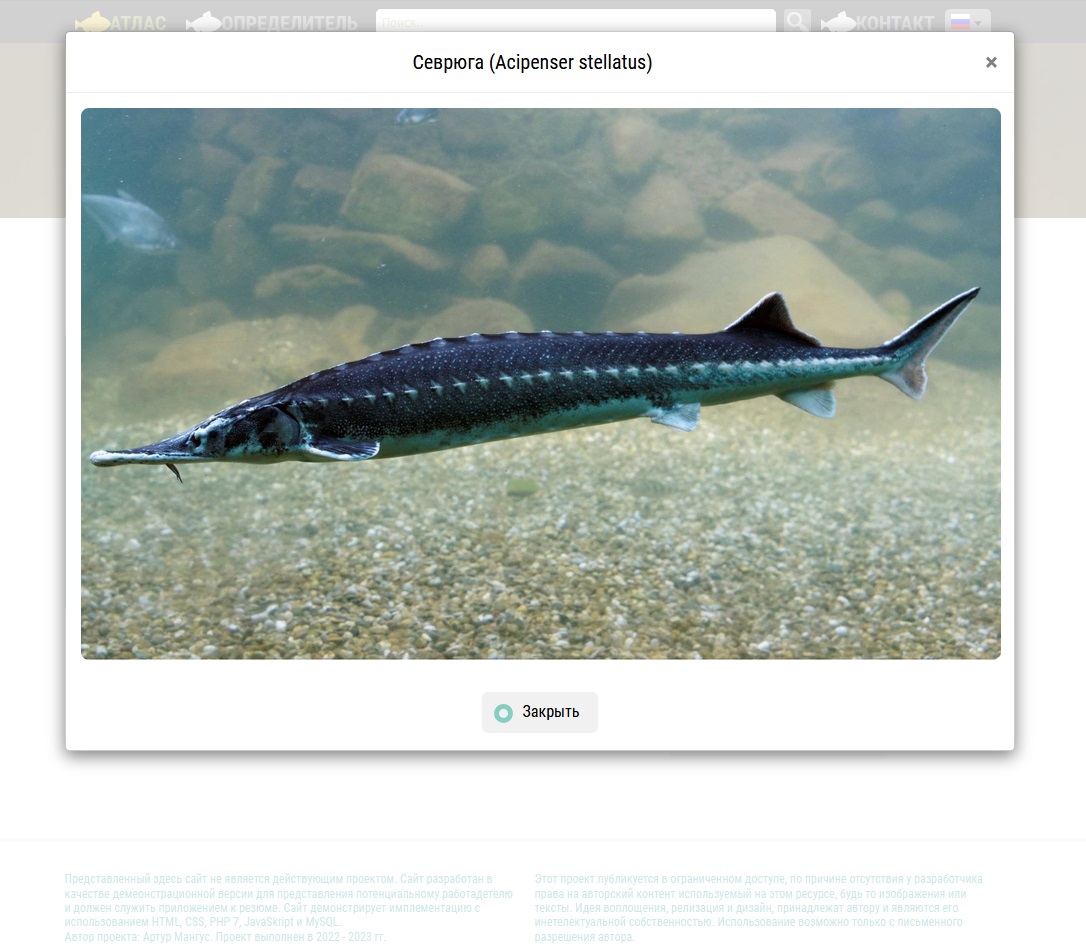 АТЛАС ОПРЕДЕЛИТЕЛЬ Поиск... КОНТАКТ
Севрюга (Acipenser stellatus) ×
Закрыть
Представленный здесь сайт не является действующим проектом. Сайт разработан в
качестве демеонстрационной версии для представления потенциальному работадетелю
и должен служить приложением к резюме. Сайт демонстрирует имплементацию с
использованием HTML, CSS, PHP 7, JavaSkript и MySQL.
Автор проекта: Артур Мангус. Проект выполнен в 2022 - 2023 гг.
Этот проект публикуется в ограниченном доступе, по причине отсутствия у разработчика
права на авторский контент используемый на этом ресурсе, будь то изображения или
тексты. Идея воплощения, релизация и дизайн, принадлежат автору и являются его
инетелектуальной собственностью. Использование возможно только с письменного
разрешения автора.